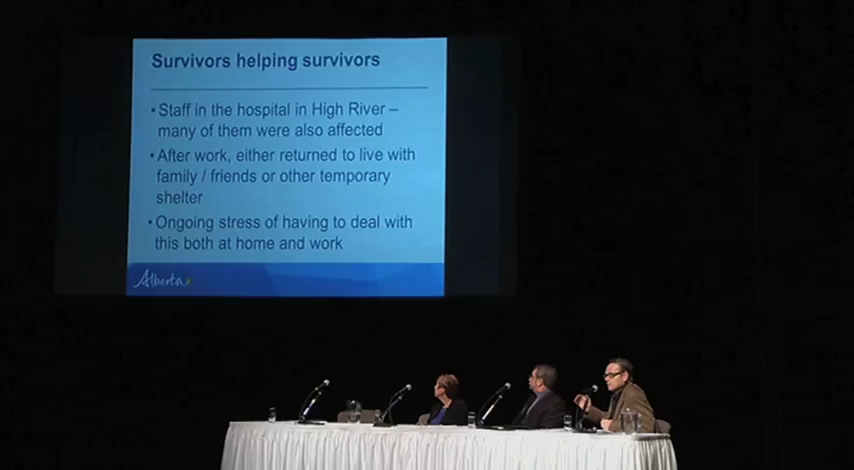 Survivors helping survivors
• Staff in the hospital in High River –
many of them were also affected
• After work, either returned to live with
family / friends or other temporary
shelter
• Ongoing stress of having to deal with
this both at home and work
Alberta